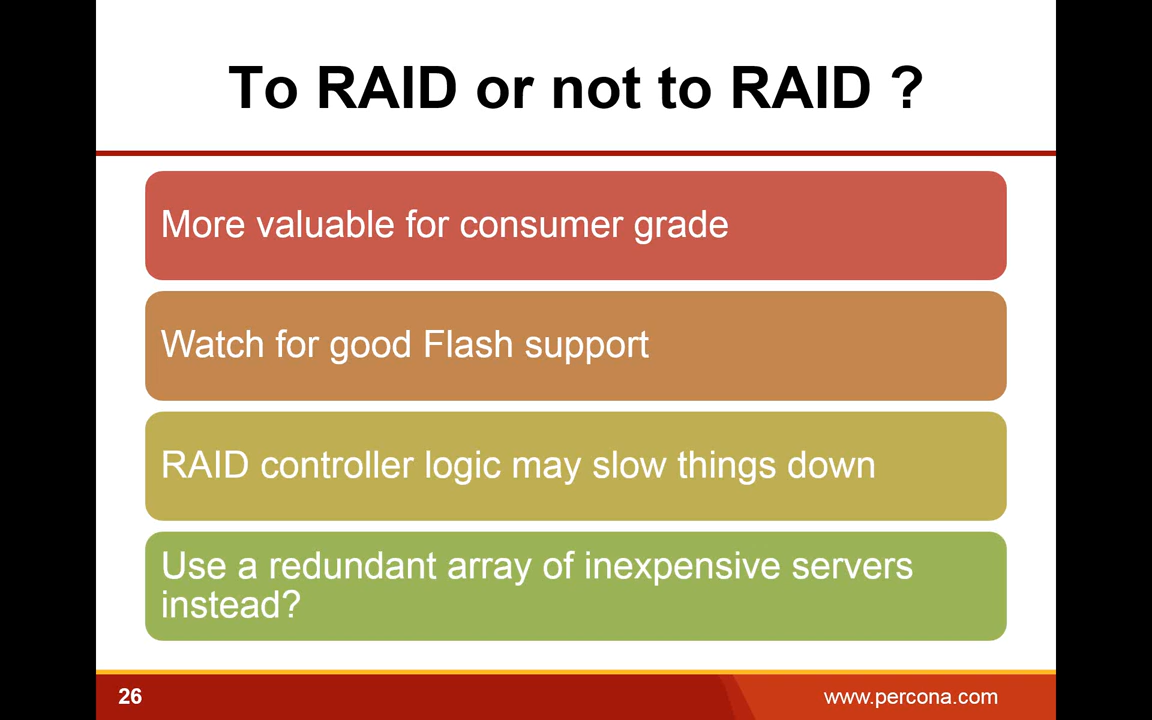 To RAID or not to RAID ?
More valuable for consumer grade
Watch for good Flash support
RAID controller logic may slow things down
Use a redundant array of inexpensive servers
instead?
26
www.percona.com